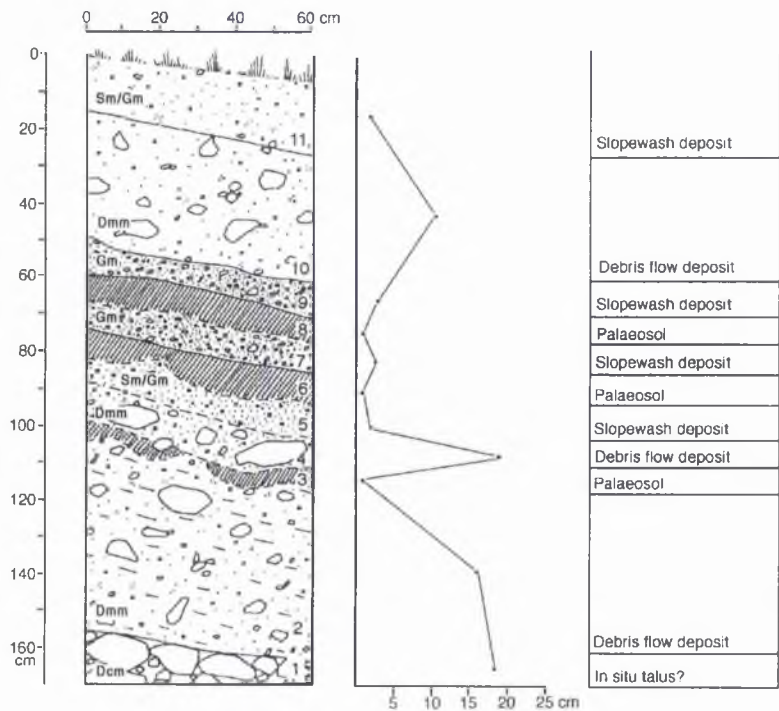 0 20 40 60 cm
0
20
40
60
80
100
120
140
160
cm
Sm/Gm
11
Dmm
10
Gm
9
8
Gm
7
6
Sm/Gm
5
Dmm
4
3
Dmm
2
1
Dcm
5 10 15 20 25 cm
Slopewash deposit
Debris flow deposit
Slopewash deposit
Palaeosol
Slopewash deposit
Palaeosol
Slopewash deposit
Debris flow deposit
Palaeosol
Debris flow deposit
In situ talus?